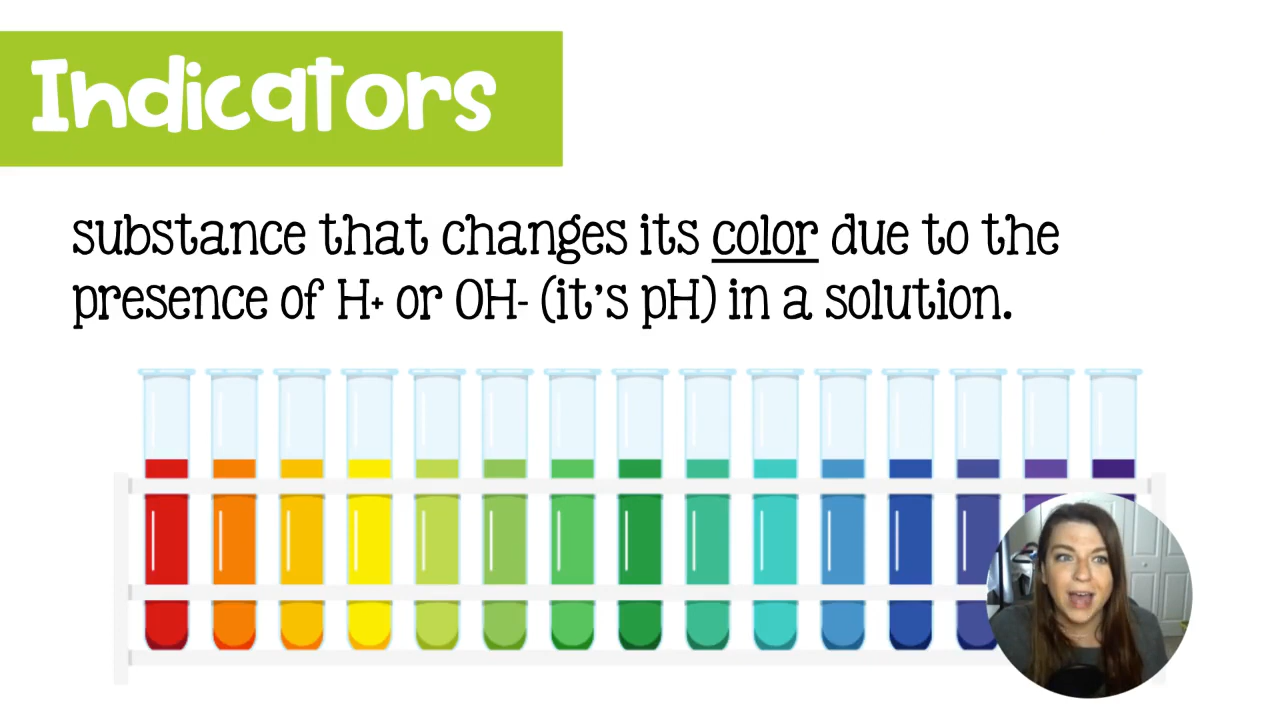 Indicators
substance that changes its color due to the
presence of H+ or OH- (it's pH) in a solution.